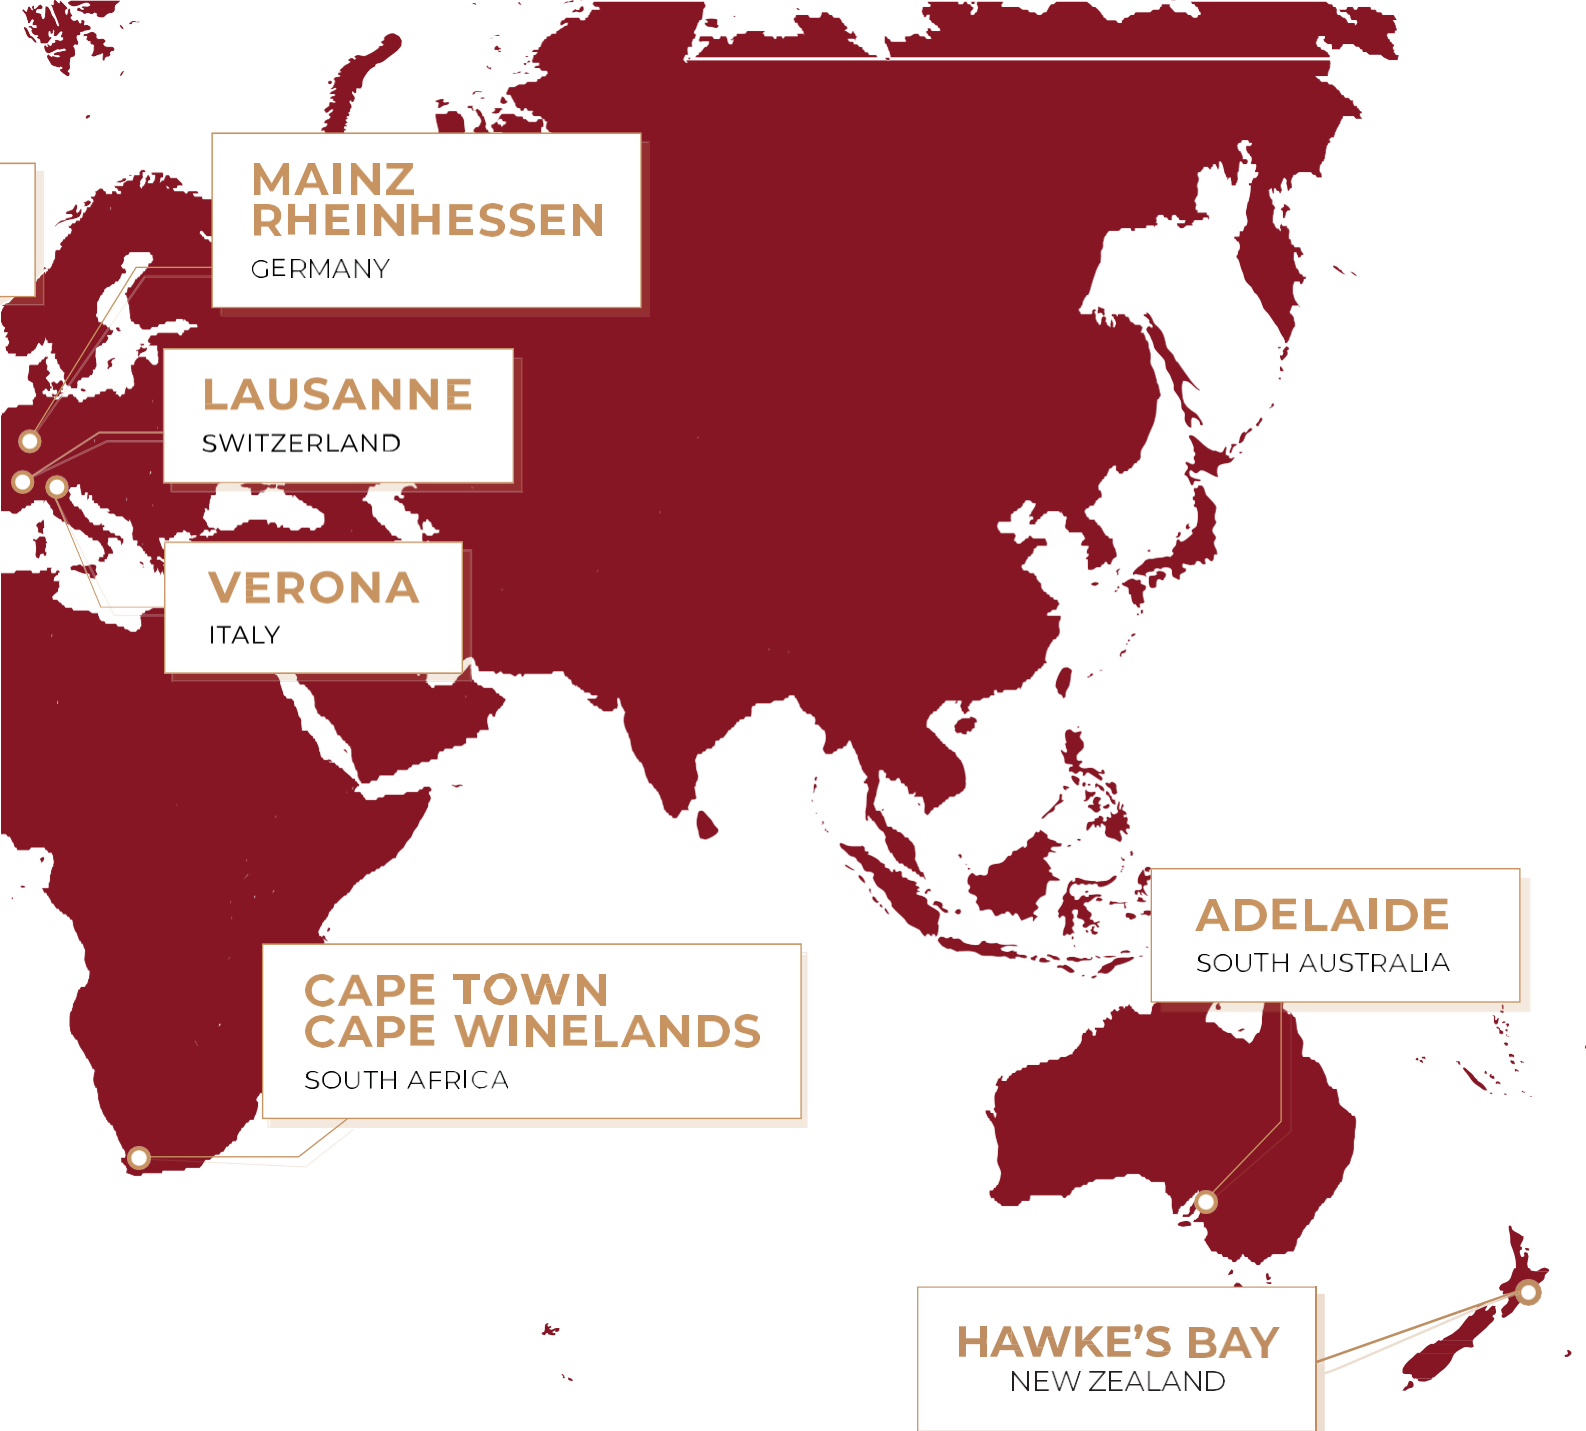 MAINZ
RHEINHESSEN
GERMANY
LAUSANNE
SWITZERLAND
VERONA
ITALY
ADELAIDE
SOUTH AUSTRALIA
CAPE TOWN
CAPE WINELANDS
SOUTH AFRICA
HAWKE’S BAY
NEW ZEALAND